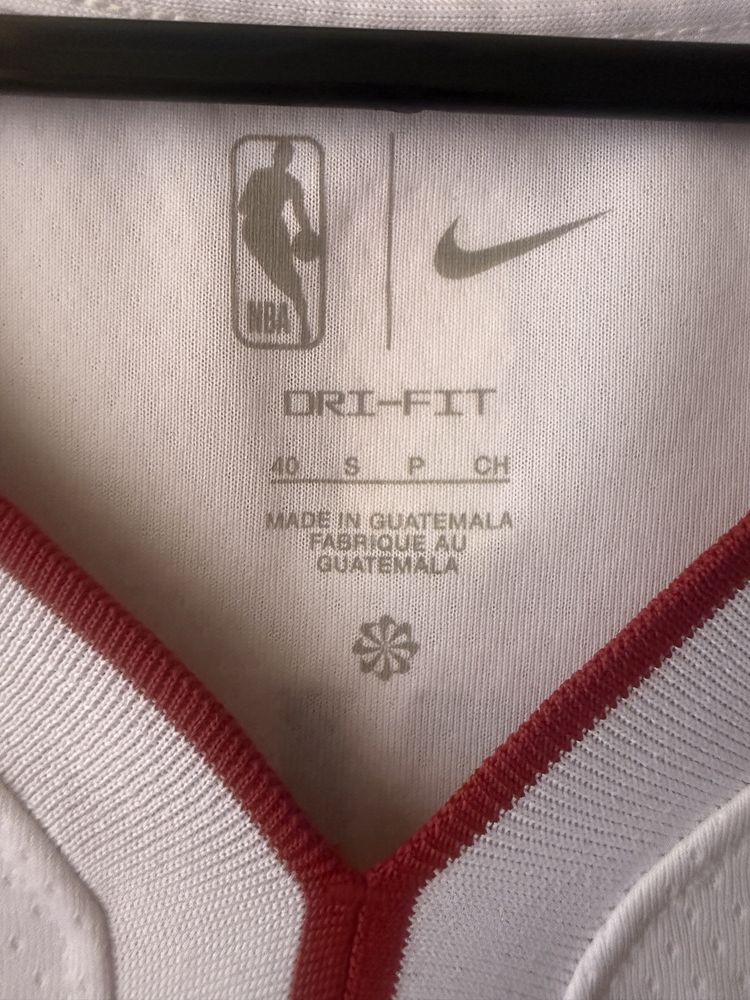 NBA
DRI-FIT
40 S P CH
MADE IN GUATEMALA
FABRIQUE AU
GUATEMALA